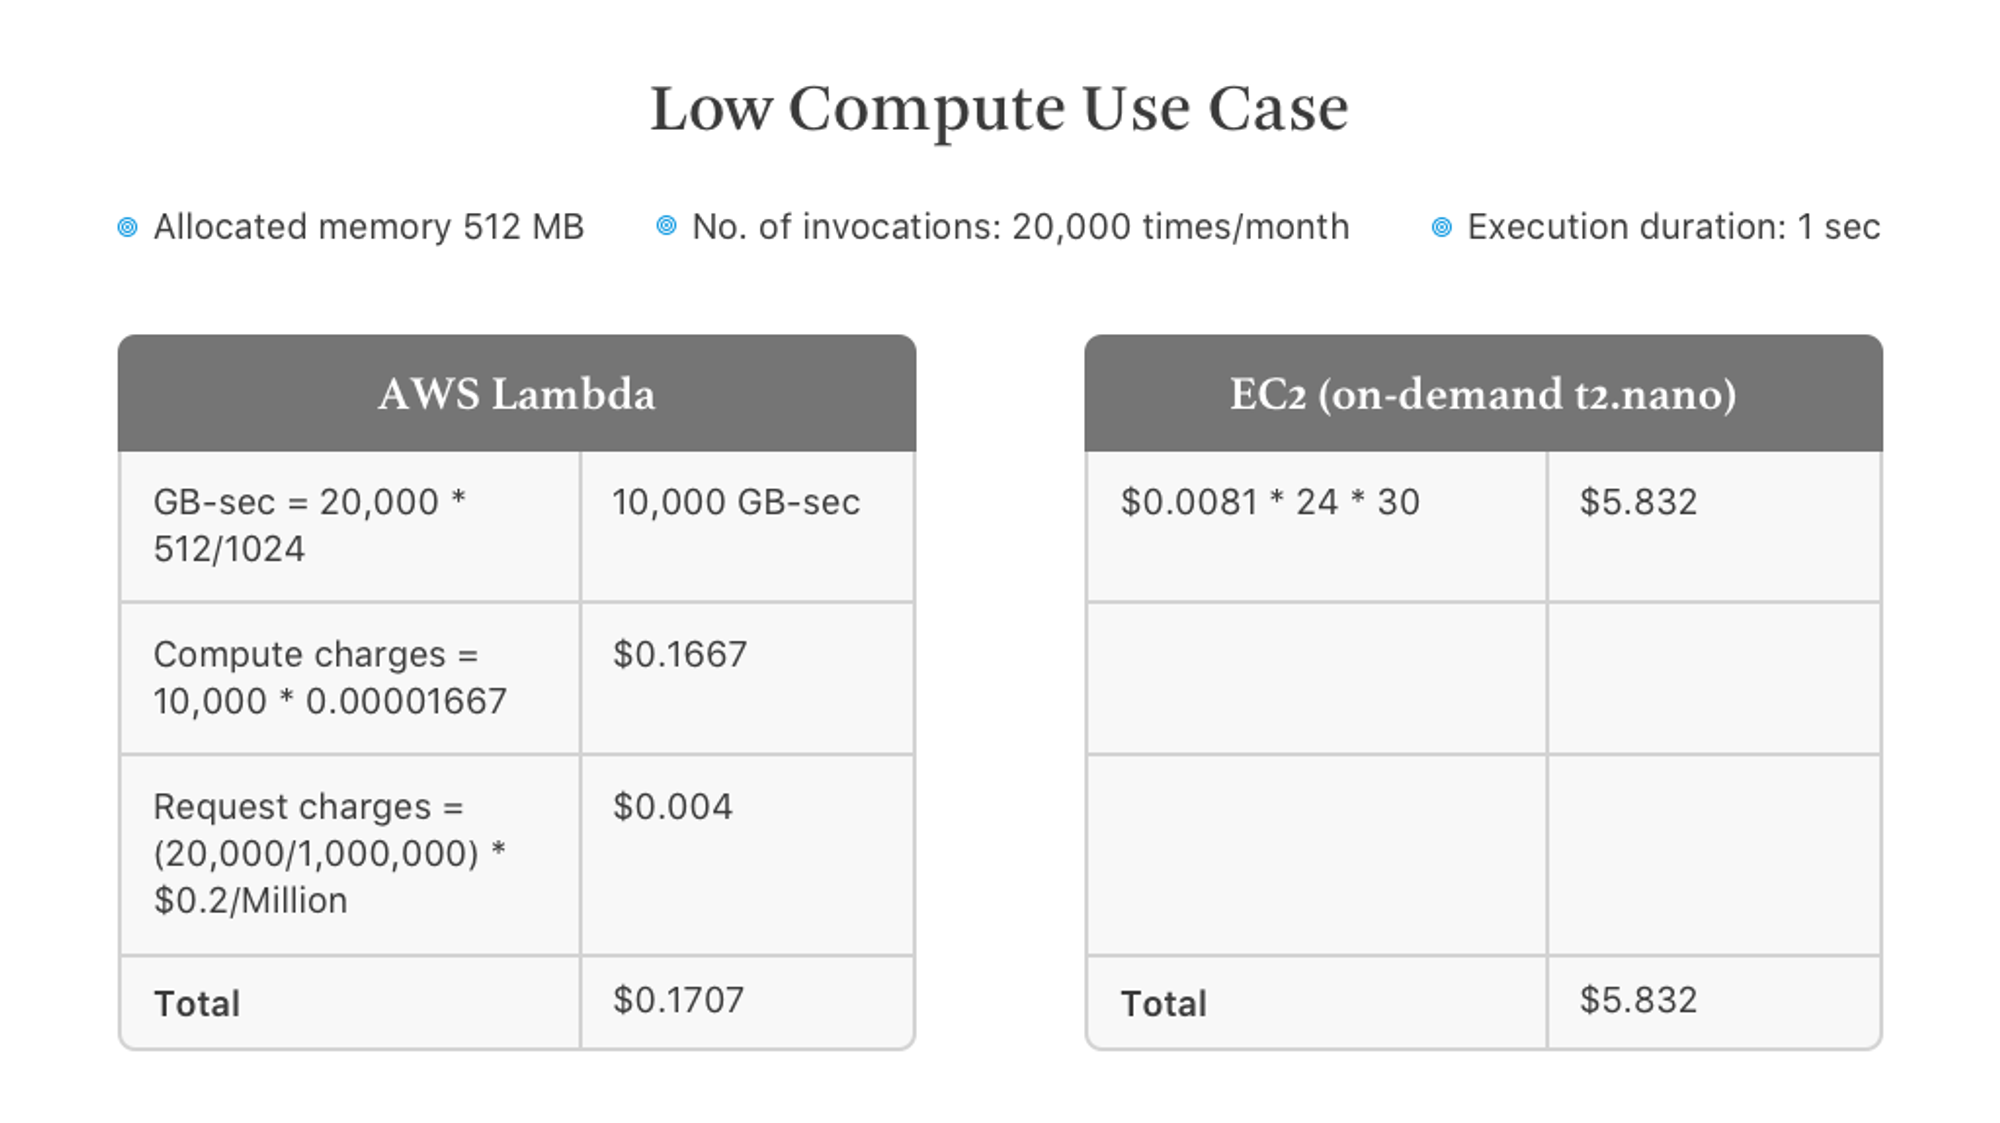 Low Compute Use Case
Allocated memory 512 MB
No. of invocations: 20,000 times/month
Execution duration: 1 sec
AWS Lambda
GB-sec = 20,000 *
512/1024
10,000 GB-sec
Compute charges =
10,000 * 0.00001667
$0.1667
Request charges =
(20,000/1,000,000) *
$0.2/Million
$0.004
Total
$0.1707
EC2 (on-demand t2.nano)
$0.0081 * 24 * 30
$5.832
Total
$5.832